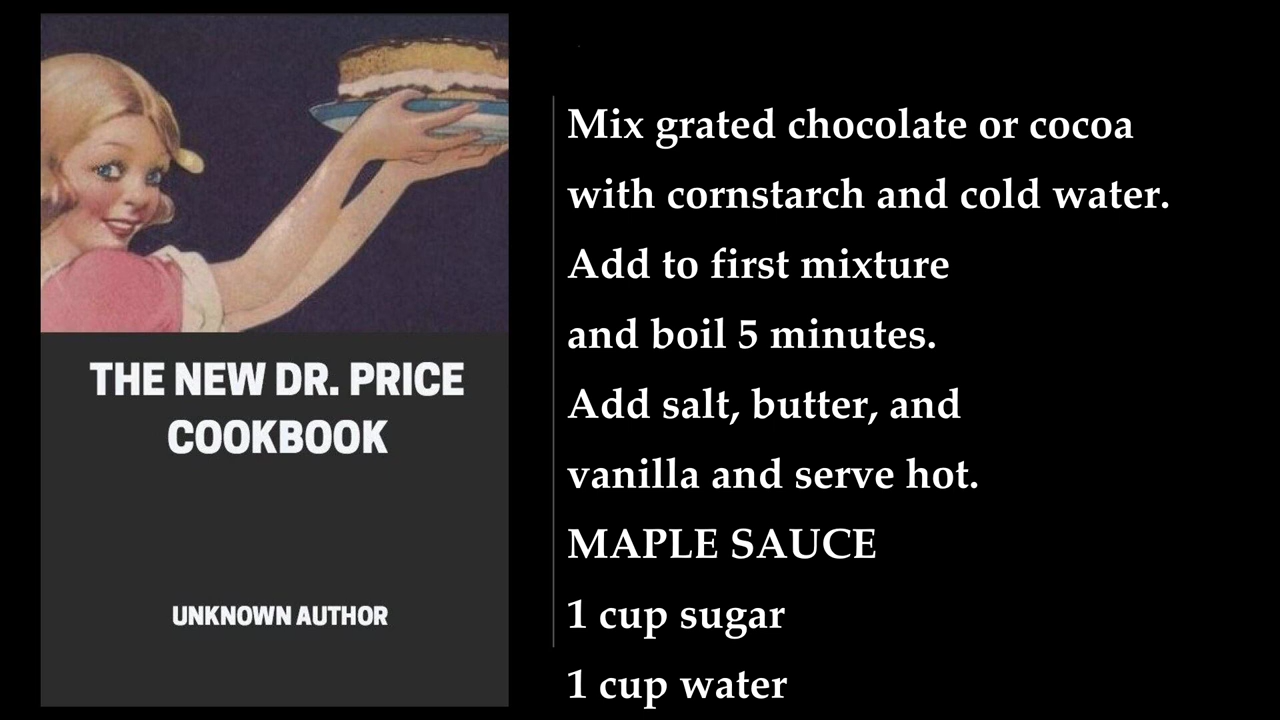 THE NEW DR. PRICE
COOKBOOK
UNKNOWN AUTHOR
Mix grated chocolate or cocoa
with cornstarch and cold water.
Add to first mixture
and boil 5 minutes.
Add salt, butter, and
vanilla and serve hot.
MAPLE SAUCE
1 cup sugar
1 cup water